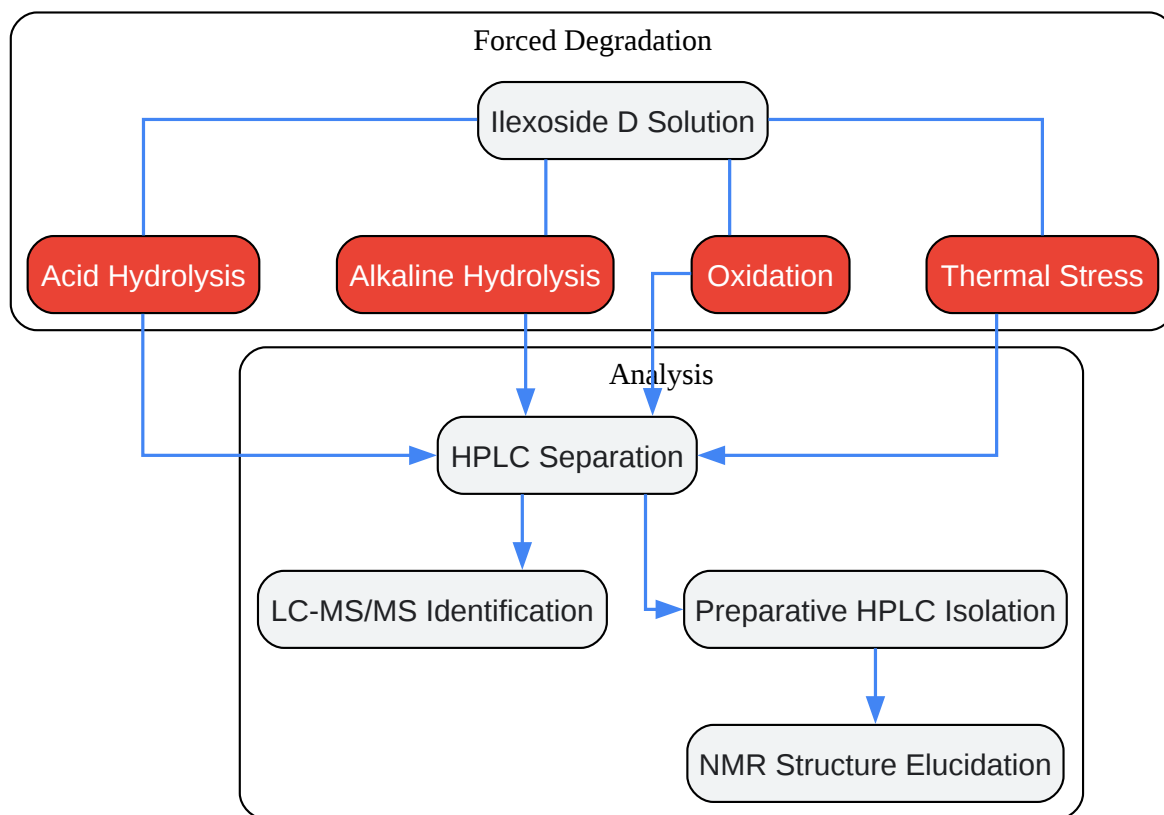 Forced Degradation
Ilexoside D Solution
Acid Hydrolysis
Alkaline Hydrolysis
Oxidation
Thermal Stress
Analysis
HPLC Separation
LC-MS/MS Identification
Preparative HPLC Isolation
NMR Structure Elucidation